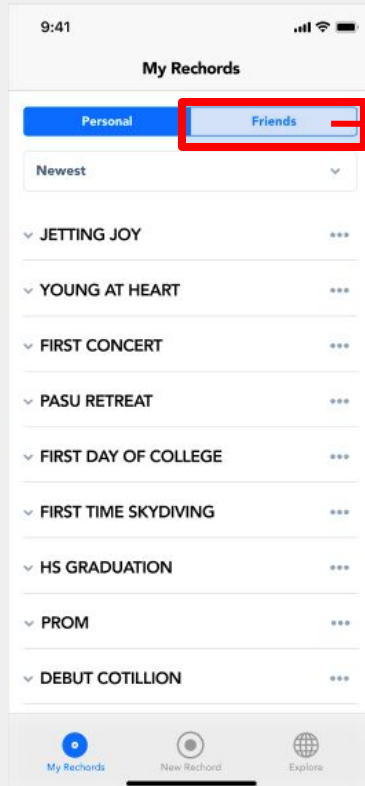 9:41
My Rechords
Personal Friends
Newest
JETTING JOY
YOUNG AT HEART
FIRST CONCERT
PASU RETREAT
FIRST DAY OF COLLEGE
FIRST TIME SKYDIVING
HS GRADUATION
PROM
DEBUT COTILLION
My Rechords New Rechord Explore